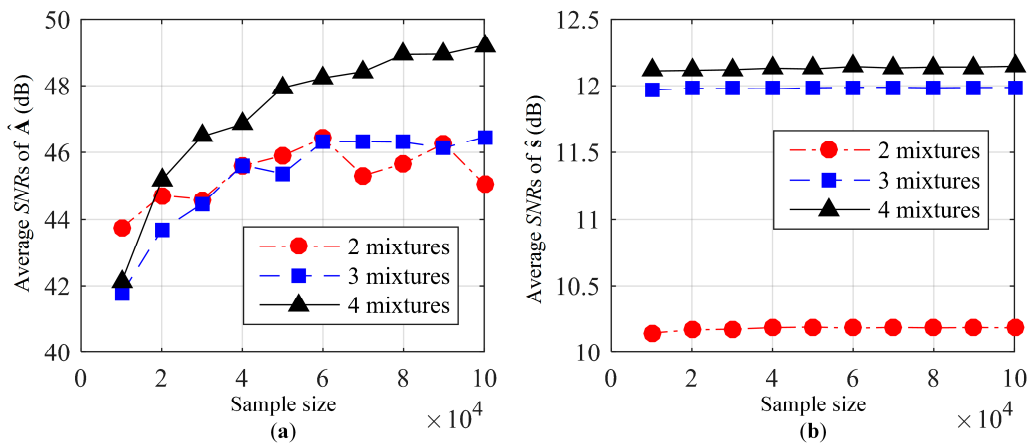 50
48
46
44
42
40
Average SNRs of Â (dB)
2 mixtures
3 mixtures
4 mixtures
0 2 4 6 8 10
Sample size
× 10^4
(a)
12.5
12
11.5
11
10.5
10
Average SNRs of ŝ (dB)
2 mixtures
3 mixtures
4 mixtures
0 2 4 6 8 10
Sample size
× 10^4
(b)